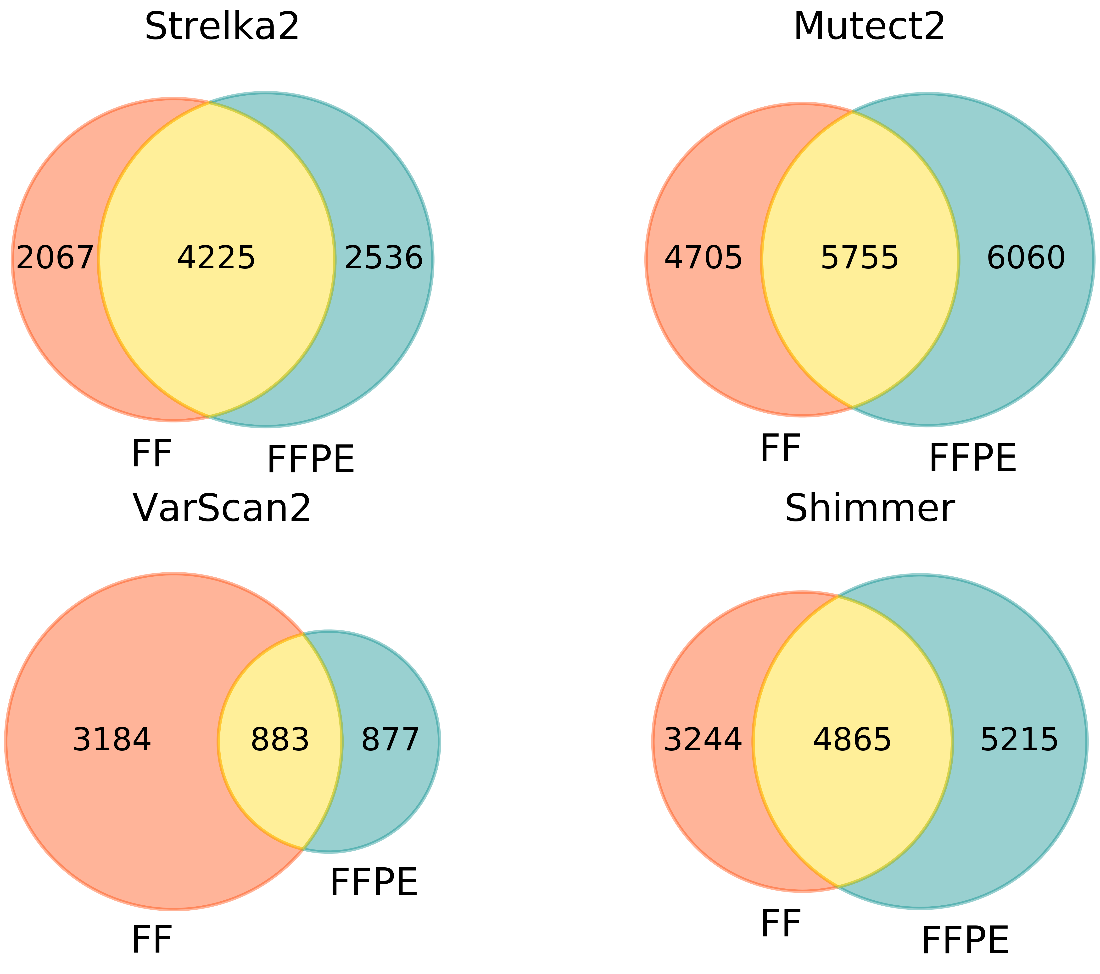 Strelka2
2067 4225 2536
FF
FFPE
Mutect2
4705 5755 6060
FF
FFPE
VarScan2
3184 883 877
FFPE
FF
Shimmer
3244 4865 5215
FF
FFPE